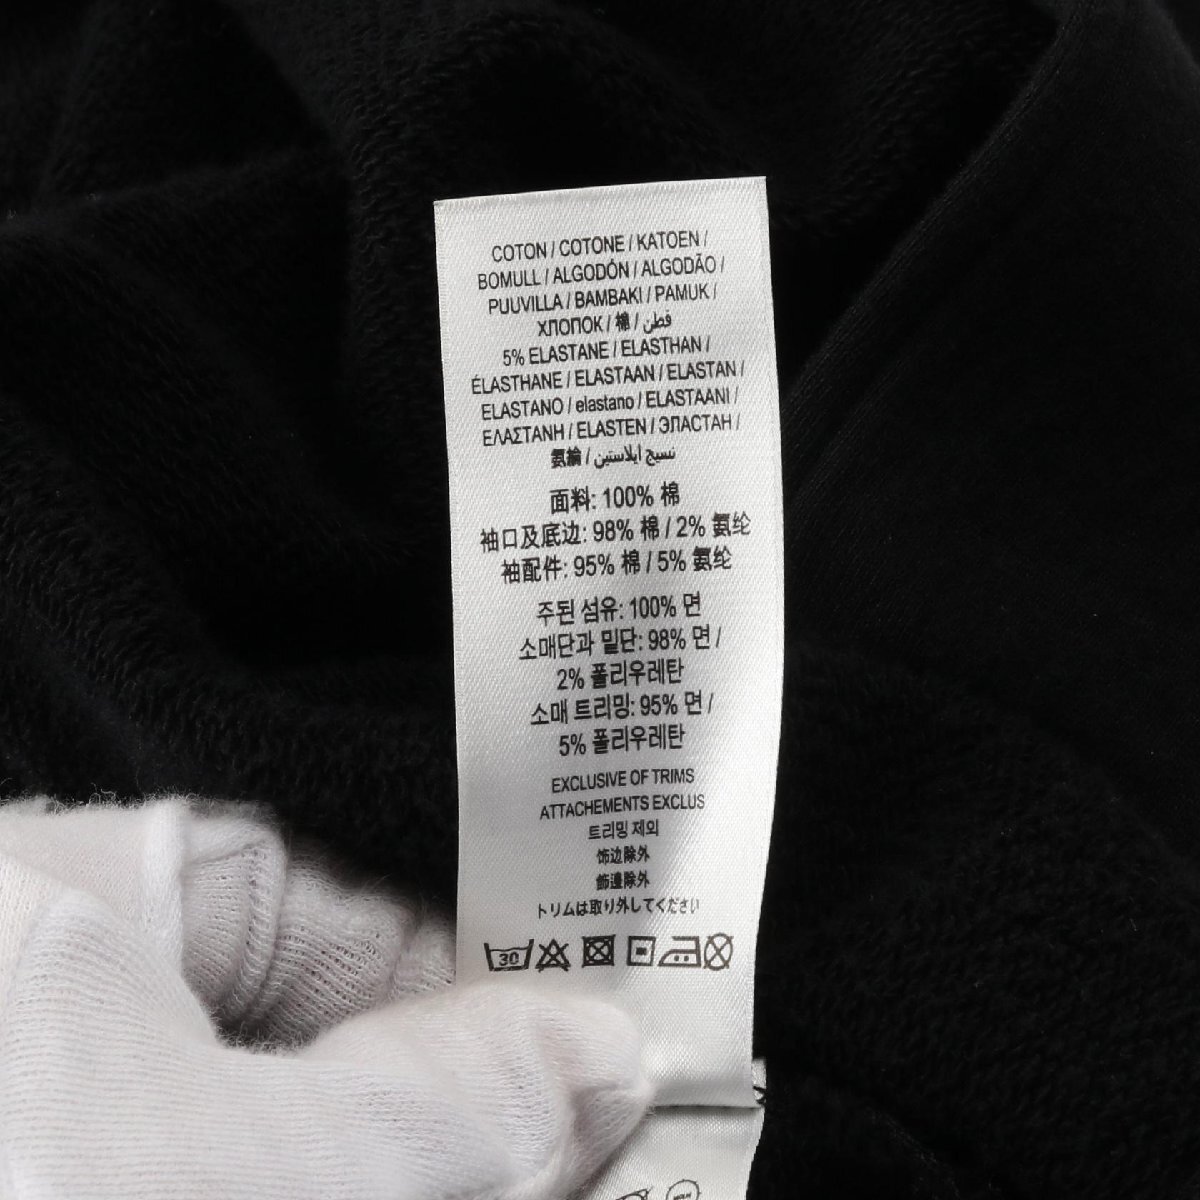 COTON / COTONE / KATOEN /
BOMULL / ALGODÓN / ALGODÃO /
PUUVILLA / BAMBAKI / PAMUK /
ХЛОПОК / 棉 / قطن
5% ELASTANE / ELASTHAN /
ÉLASTHANE / ELASTAAN / ELASTAN /
ELASTANO / elastano / ELASTAANI /
ΕΛΑΣΤΑΝΗ / ELASTEN / ЭЛАСТАН /
氨綸 / نسيج ايلاستين
面料: 100% 棉
袖口及底边: 98% 棉 / 2% 氨纶
袖配件: 95% 棉 / 5% 氨纶
주된 섬유: 100% 면
소매단과 밑단: 98% 면 /
2% 폴리우레탄
소매 트리밍: 95% 면 /
5% 폴리우레탄
EXCLUSIVE OF TRIMS
ATTACHEMENTS EXCLUS
트리밍 제외
饰边除外
飾邊除外
トリムは取り外してください
30